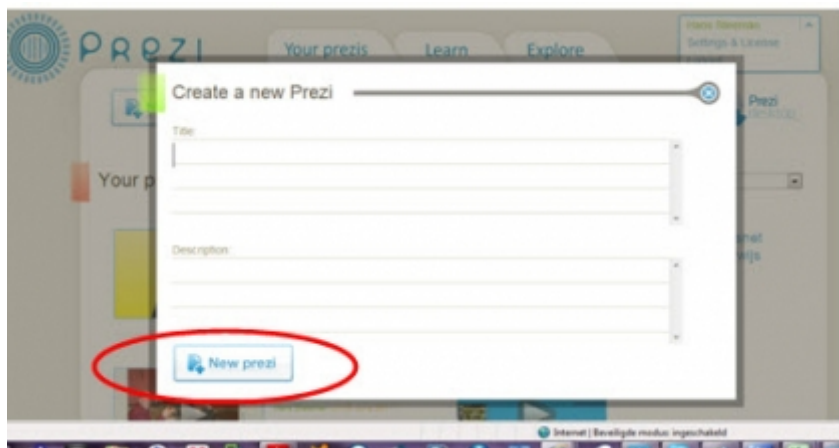 PREZI
Your prezis Learn Explore
Settings & License
Create a new Prezi
Prezi
Title:
Your p
Description:
New prezi
Internet | Beveiligde modus: ingeschakeld